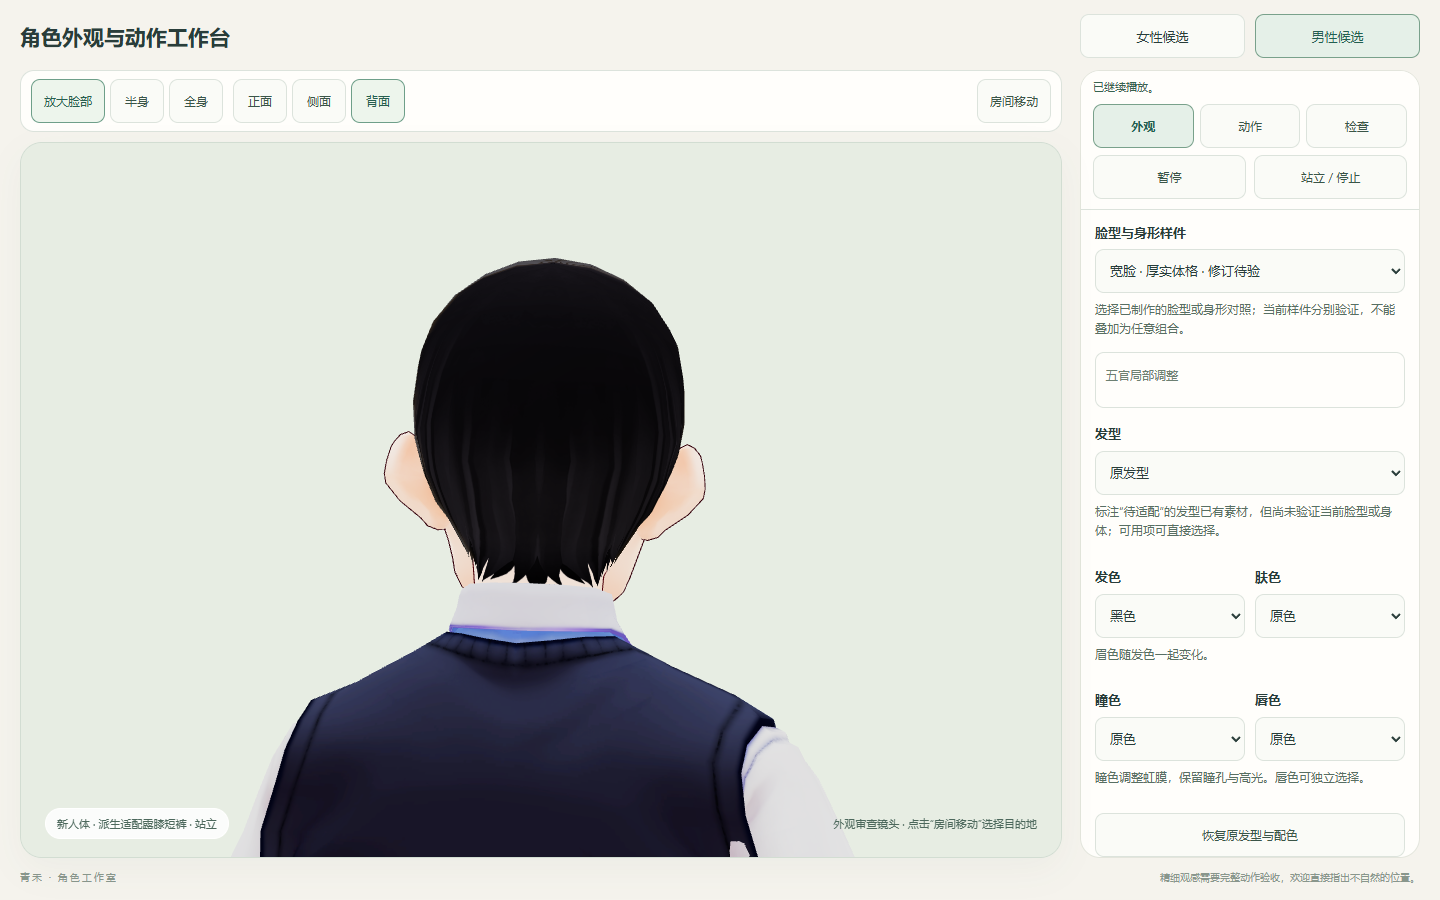 角色外观与动作工作台
女性候选
男性候选
放大脸部
半身
全身
正面
侧面
背面
房间移动
已继续播放。
外观
动作
检查
暂停
站立 / 停止
脸型与身形样件
宽脸 · 厚实体格 · 修订待验
选择已制作的脸型或身形对照；当前样件分别验证，不能
叠加为任意组合。
五官局部调整
发型
原发型
标注“待适配”的发型已有素材，但尚未验证当前脸型或身
体；可用项可直接选择。
发色
肤色
黑色
原色
眉色随发色一起变化。
瞳色
唇色
原色
原色
瞳色调整虹膜，保留瞳孔与高光。唇色可独立选择。
恢复原发型与配色
新人体 · 派生适配露膝短裤 · 站立
外观审查镜头 · 点击“房间移动”选择目的地
青禾 · 角色工作室
精细观感需要完整动作验收，欢迎直接指出不自然的位置。